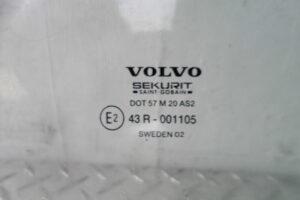 VOLVO
SEKURIT
SAINT-GOBAIN
DOT 57 M 20 AS2
E2 43 R - 001105
SWEDEN 02